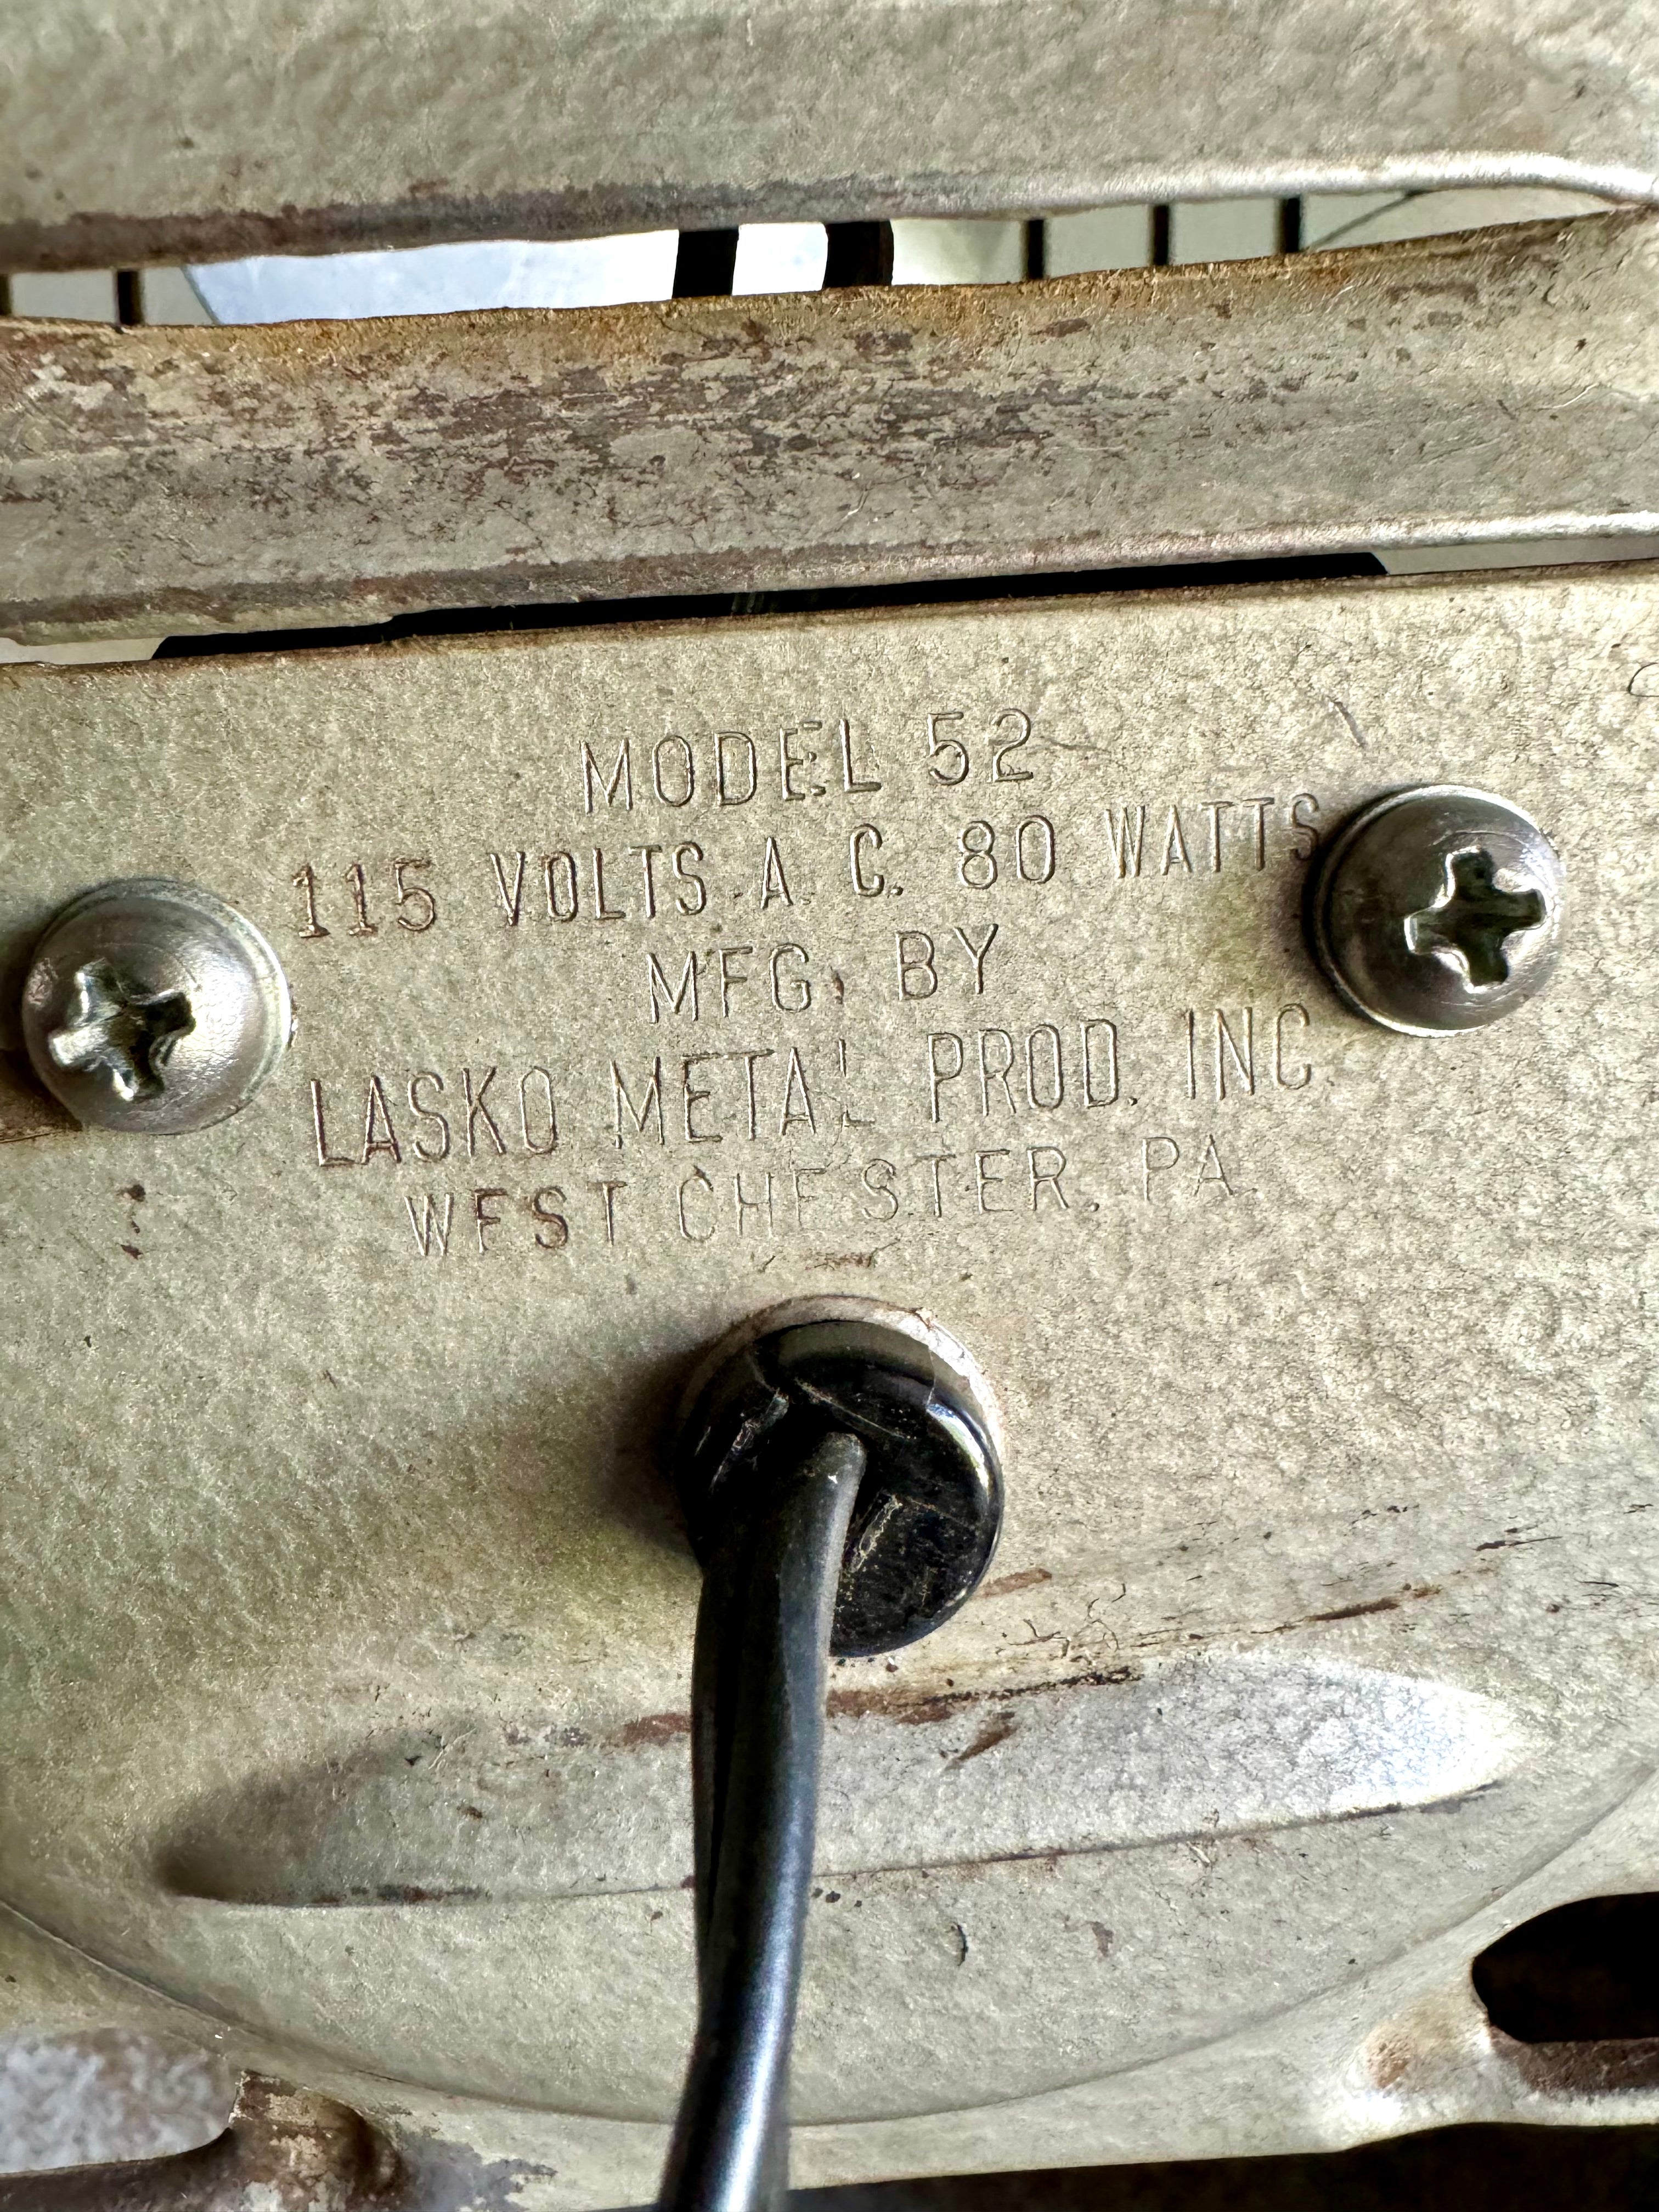 MODEL 52
115 VOLTS A.C. 80 WATTS
MFG. BY
LASKO METAL PROD. INC.
WEST CHESTER, PA.